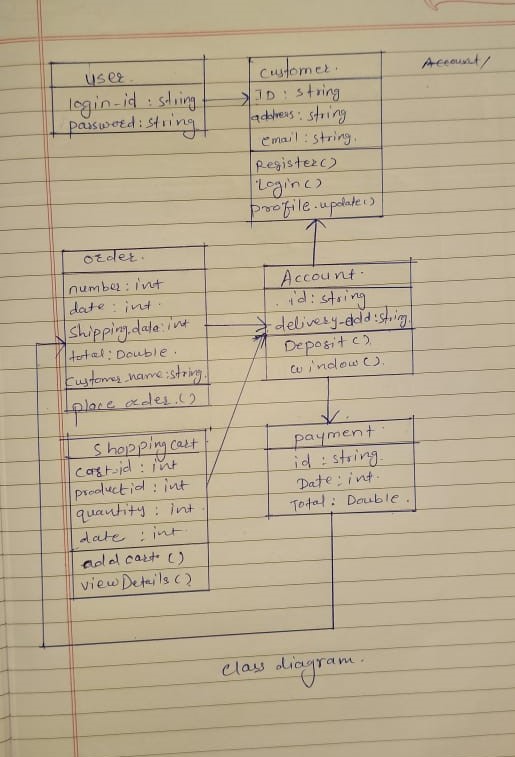 Account/
user.
login-id : string
password : string
Customer.
ID : string
address : string
email : string.
Register()
Login()
profile.update()
order.
number : int
date : int.
Shipping.data : int
total : Double.
Customer.name : string.
place order.()
Account.
id : string
delivery-add : string.
Deposit()
window().
Shopping cart
cart-id : int
product id : int
quantity : int.
date : int
add cart ()
viewDetails()
payment.
id : string.
Date : int.
Total : Double.
class diagram.